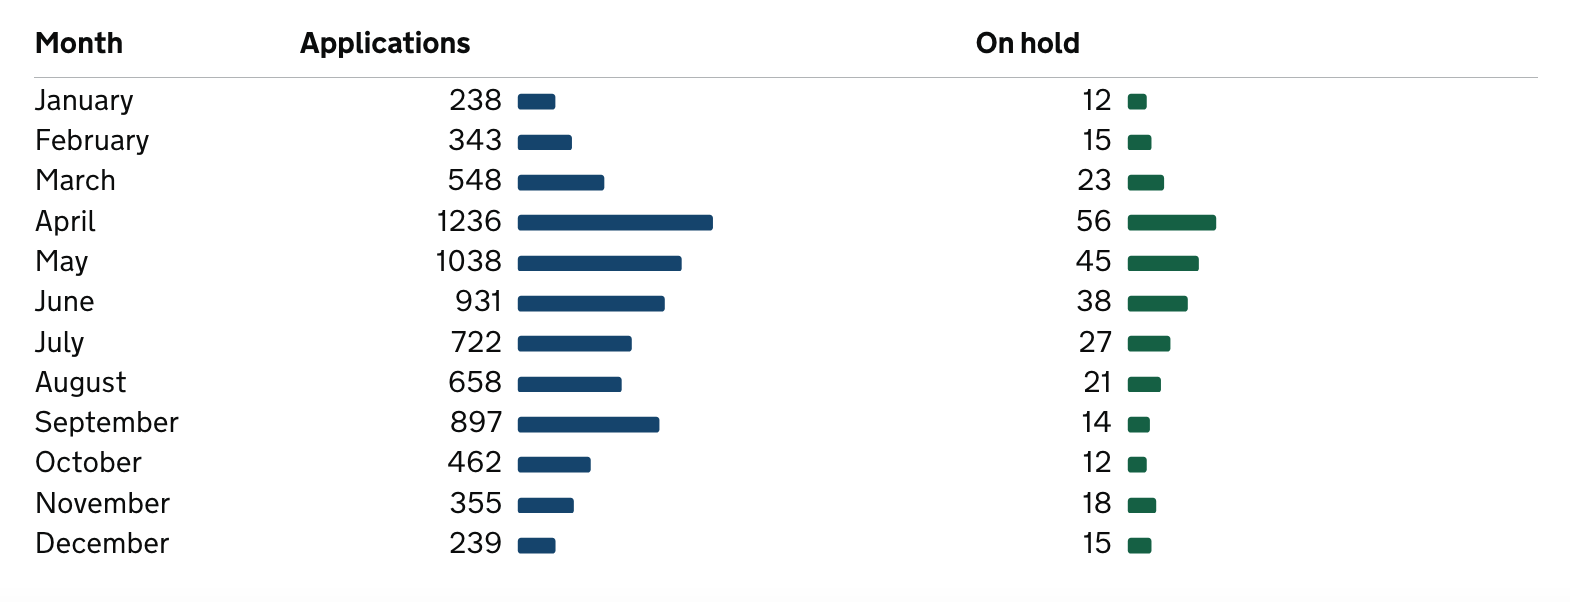 Month Applications On hold
January 238 12
February 343 15
March 548 23
April 1236 56
May 1038 45
June 931 38
July 722 27
August 658 21
September 897 14
October 462 12
November 355 18
December 239 15